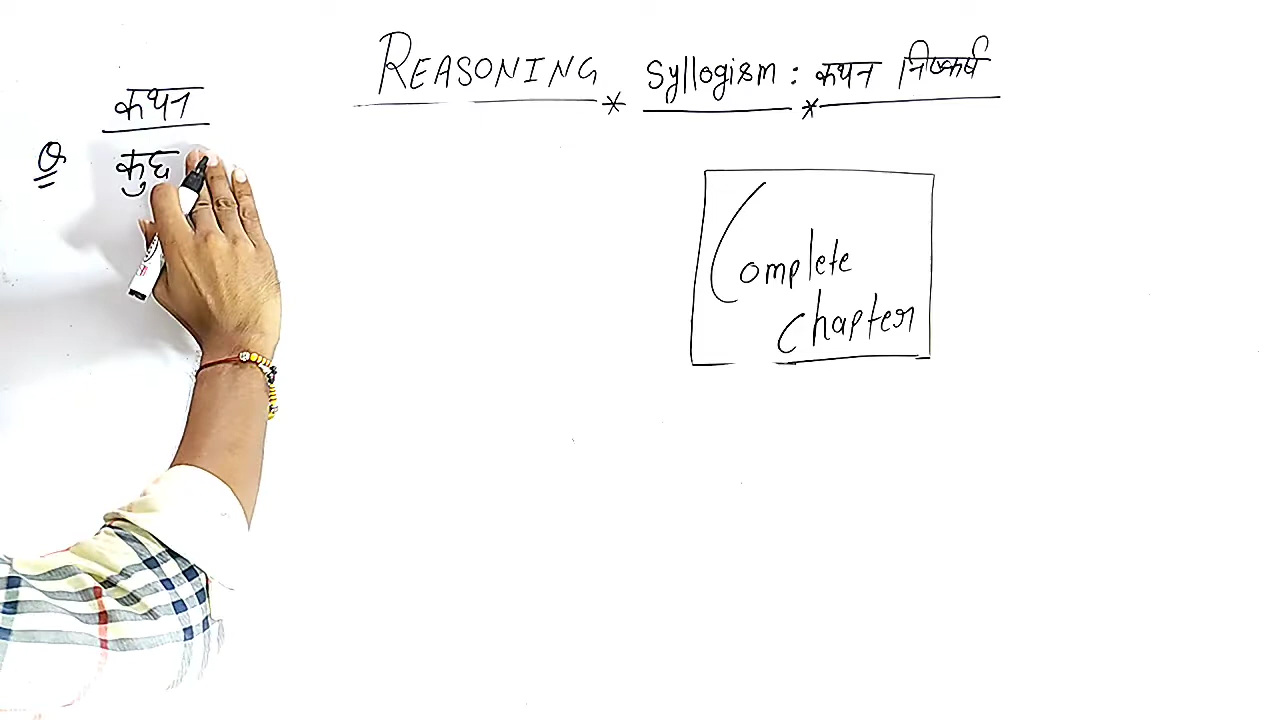 REASONING Syllogism : कथन निष्कर्ष
कथन
Q कुछ
Complete
Chapter